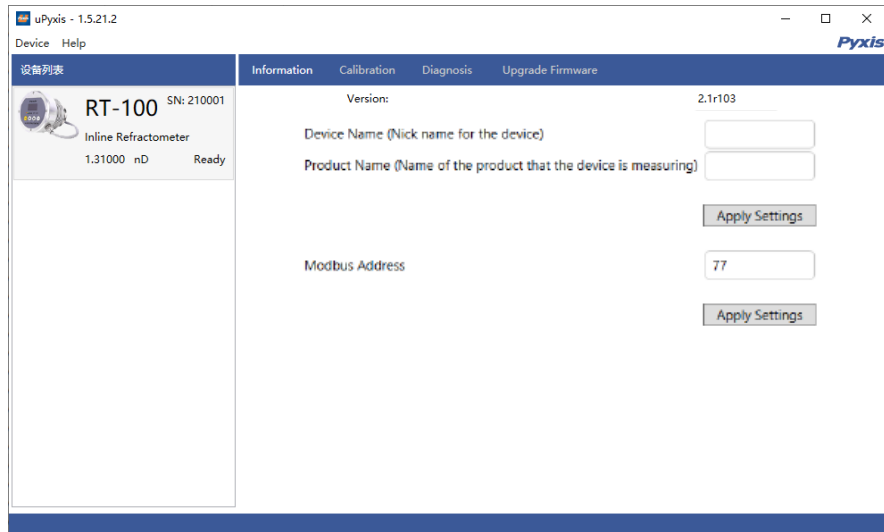 uPyxis - 1.5.21.2
Device Help
Pyxis
设备列表
Information Calibration Diagnosis Upgrade Firmware
RT-100 SN: 210001
Inline Refractometer
1.31000 nD Ready
Version: 2.1r103
Device Name (Nick name for the device)
Product Name (Name of the product that the device is measuring)
Apply Settings
Modbus Address 77
Apply Settings